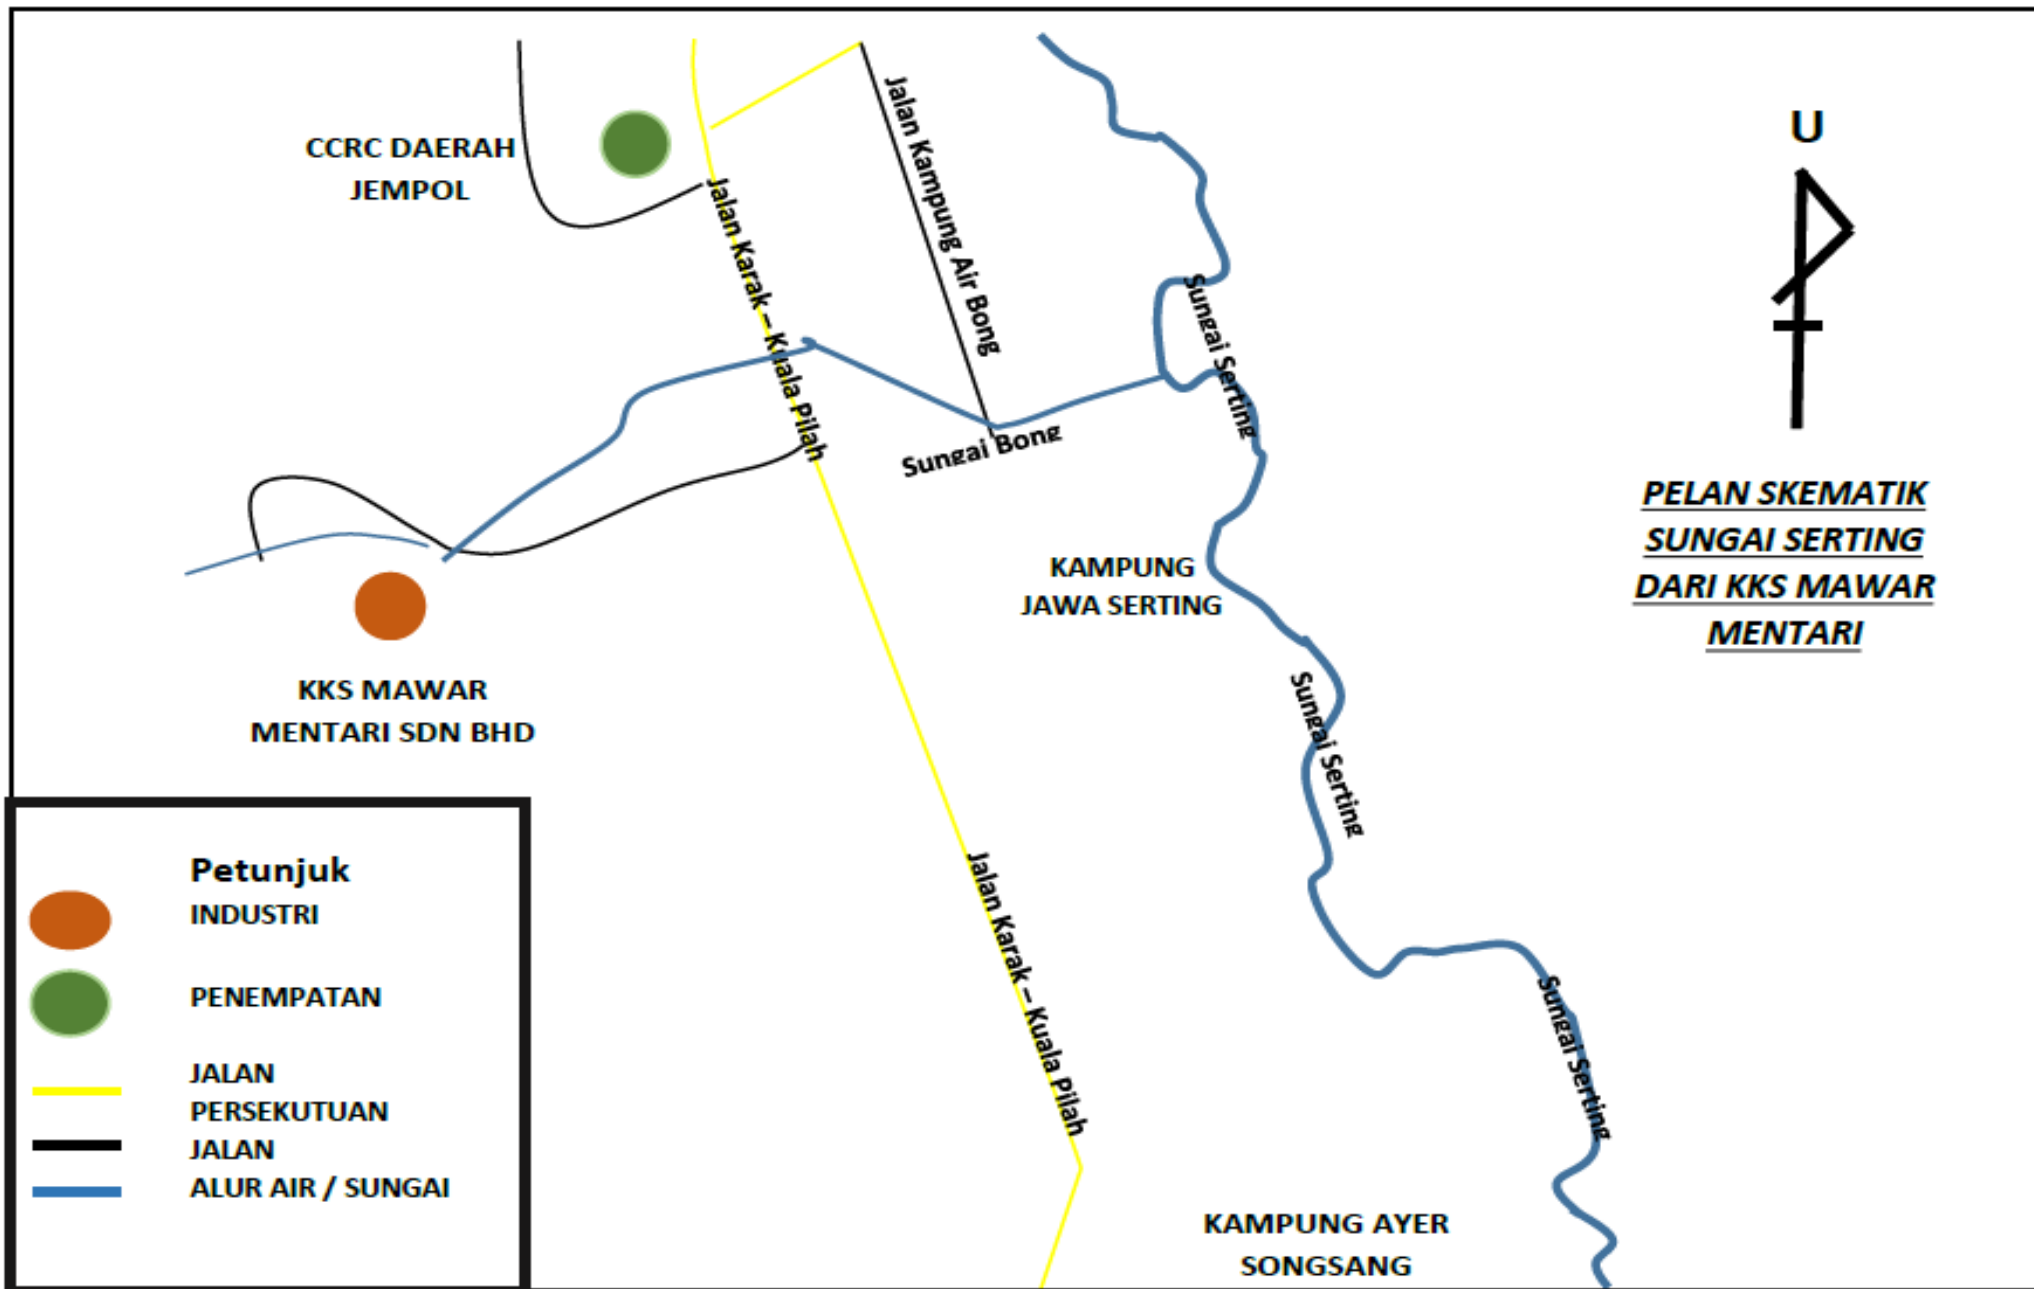 Jalan Kampung Air Bong
U
CCRC DAERAH
JEMPOL
Jalan Karak – Kuala Pilah
Sungai Serting
Sungai Bong
PELAN SKEMATIK
SUNGAI SERTING
DARI KKS MAWAR
MENTARI
KAMPUNG
JAWA SERTING
Sungai Serting
KKS MAWAR
MENTARI SDN BHD
Jalan Karak – Kuala Pilah
Sungai Serting
Petunjuk
INDUSTRI
PENEMPATAN
JALAN
PERSEKUTUAN
JALAN
ALUR AIR / SUNGAI
KAMPUNG AYER
SONGSANG